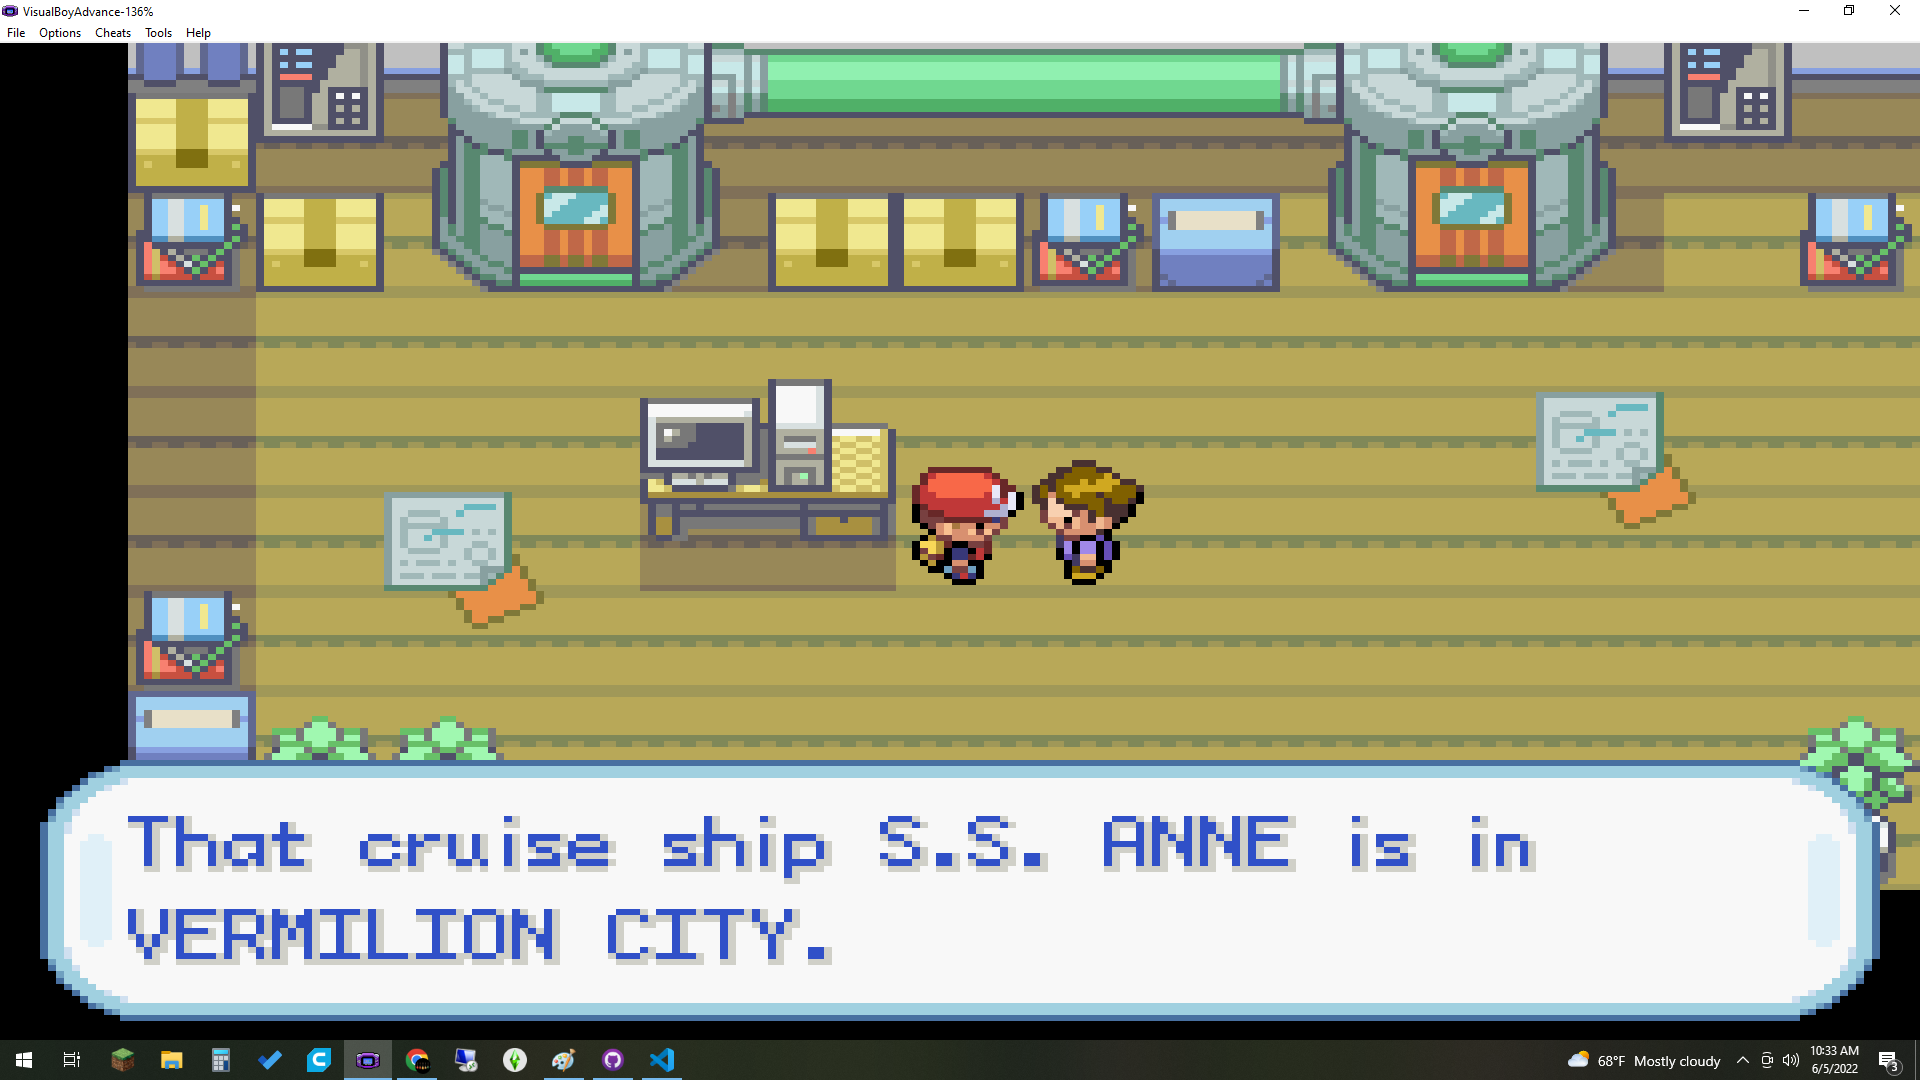 VisualBoyAdvance-136%
File Options Cheats Tools Help
That cruise ship S.S. ANNE is in
VERMILION CITY.
68°F Mostly cloudy
10:33 AM
6/5/2022
3